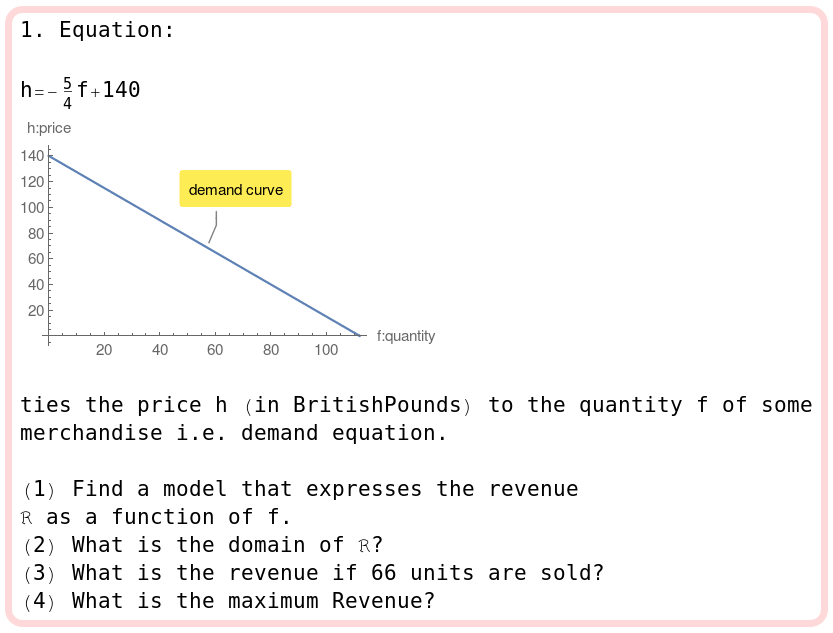 1. Equation:
h=-5/4 f+140
h:price
140
120
100
80
60
40
20
demand curve
20 40 60 80 100
f:quantity
ties the price h (in BritishPounds) to the quantity f of some
merchandise i.e. demand equation.
(1) Find a model that expresses the revenue
ℝ as a function of f.
(2) What is the domain of ℝ?
(3) What is the revenue if 66 units are sold?
(4) What is the maximum Revenue?